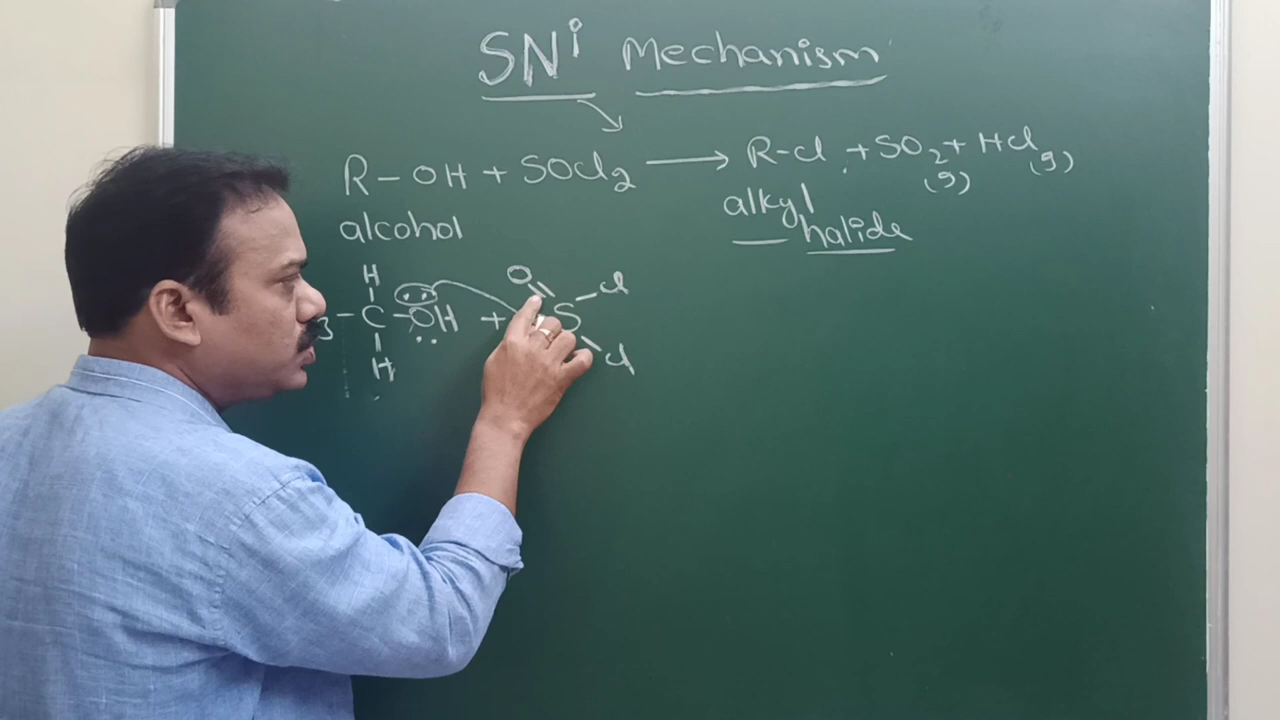 SNⁱ Mechanism
R-OH + SOCl₂ ⟶ R-Cl + SO₂(g) + HCl(g)
alcohol
alkyl halide
H O Cl
3 - C - OH + S
H Cl